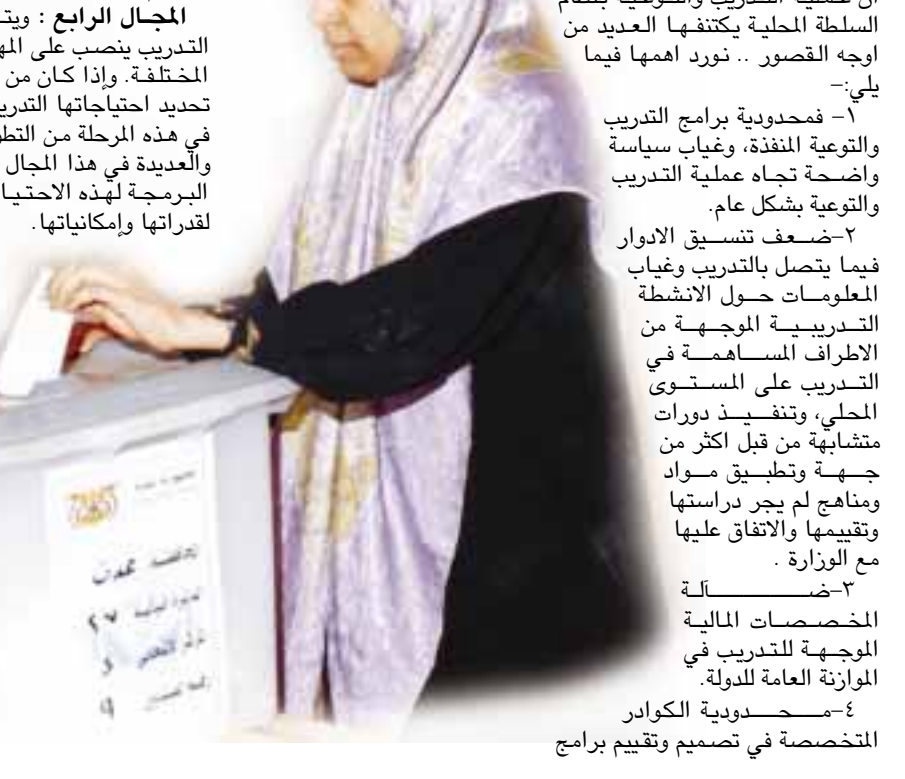 السلطة المحلية يكتنفها العديد من
اوجه القصور .. نورد اهمها فيما
يلي:–
١– فمحدودية برامج التدريب
والتوعية المنفذة، وغياب سياسة
واضحة تجاه عملية التدريب
والتوعية بشكل عام.
٢–ضعف تنسيق الادوار
فيما يتصل بالتدريب وغياب
المعلومات حول الانشطة
التدريبية الموجهة من
الاطراف المساهمة في
التدريب على المستوى
المحلي، وتنفيذ دورات
متشابهة من قبل اكثر من
جهة وتطبيق مواد
ومناهج لم يجر دراستها
وتقييمها والاتفاق عليها
مع الوزارة .
٣–ضآلة
المخصصات المالية
الموجهة للتدريب في
الموازنة العامة للدولة.
٤–محدودية الكوادر
المتخصصة في تصميم وتقييم برامج
المجال الرابع : ويتـ
التدريب ينصب على المهـ
المختلفة. وإذا كان من
تحديد احتياجاتها التدريـ
في هذه المرحلة من التطـ
والعديدة في هذا المجال
البرمجة لهذه الاحتياـ
لقدراتها وإمكانياتها.
٢٧
9